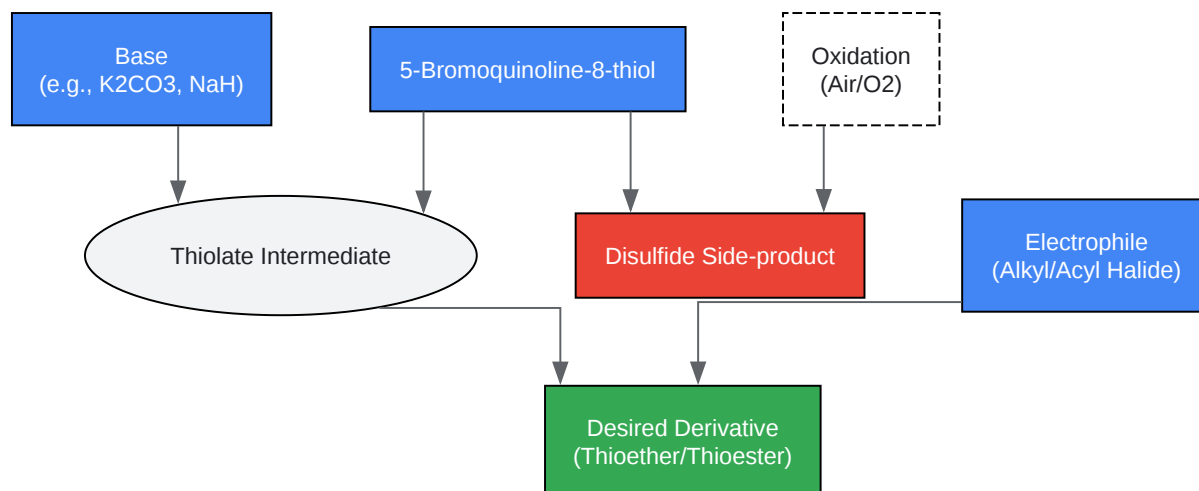 Base
(e.g., K2CO3, NaH)
5-Bromoquinoline-8-thiol
Oxidation
(Air/O2)
Thiolate Intermediate
Disulfide Side-product
Electrophile
(Alkyl/Acyl Halide)
Desired Derivative
(Thioether/Thioester)